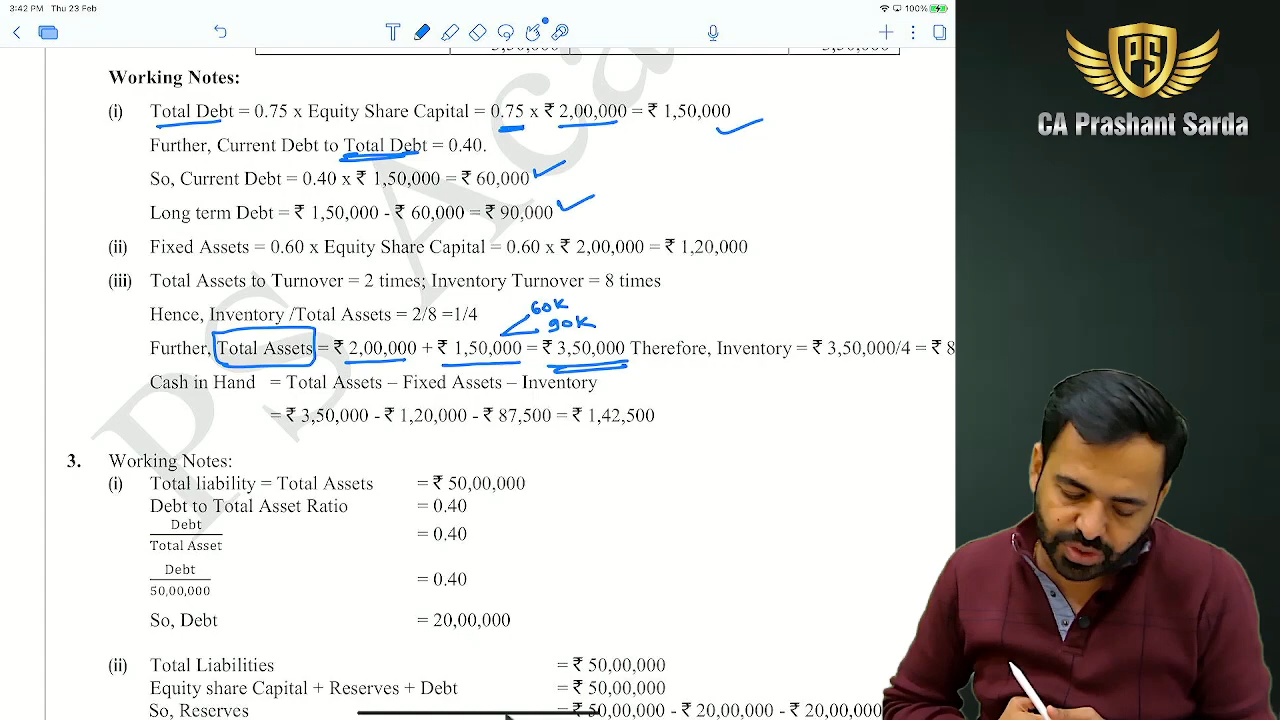 3:42 PM Thu 23 Feb
100%
T
PS
CA Prashant Sarda
Working Notes:
(i) Total Debt = 0.75 x Equity Share Capital = 0.75 x ₹ 2,00,000 = ₹ 1,50,000
Further, Current Debt to Total Debt = 0.40.
So, Current Debt = 0.40 x ₹ 1,50,000 = ₹ 60,000
Long term Debt = ₹ 1,50,000 - ₹ 60,000 = ₹ 90,000
(ii) Fixed Assets = 0.60 x Equity Share Capital = 0.60 x ₹ 2,00,000 = ₹ 1,20,000
(iii) Total Assets to Turnover = 2 times; Inventory Turnover = 8 times
Hence, Inventory /Total Assets = 2/8 =1/4
60K
90K
Further, Total Assets = ₹ 2,00,000 + ₹ 1,50,000 = ₹ 3,50,000 Therefore, Inventory = ₹ 3,50,000/4 = ₹ 8
Cash in Hand = Total Assets – Fixed Assets – Inventory
= ₹ 3,50,000 - ₹ 1,20,000 - ₹ 87,500 = ₹ 1,42,500
3. Working Notes:
(i) Total liability = Total Assets = ₹ 50,00,000
Debt to Total Asset Ratio = 0.40
Debt
Total Asset = 0.40
Debt
50,00,000 = 0.40
So, Debt = 20,00,000
(ii) Total Liabilities = ₹ 50,00,000
Equity share Capital + Reserves + Debt = ₹ 50,00,000
So, Reserves = ₹ 50,00,000 - ₹ 20,00,000 - ₹ 20,00,000
PS Aca